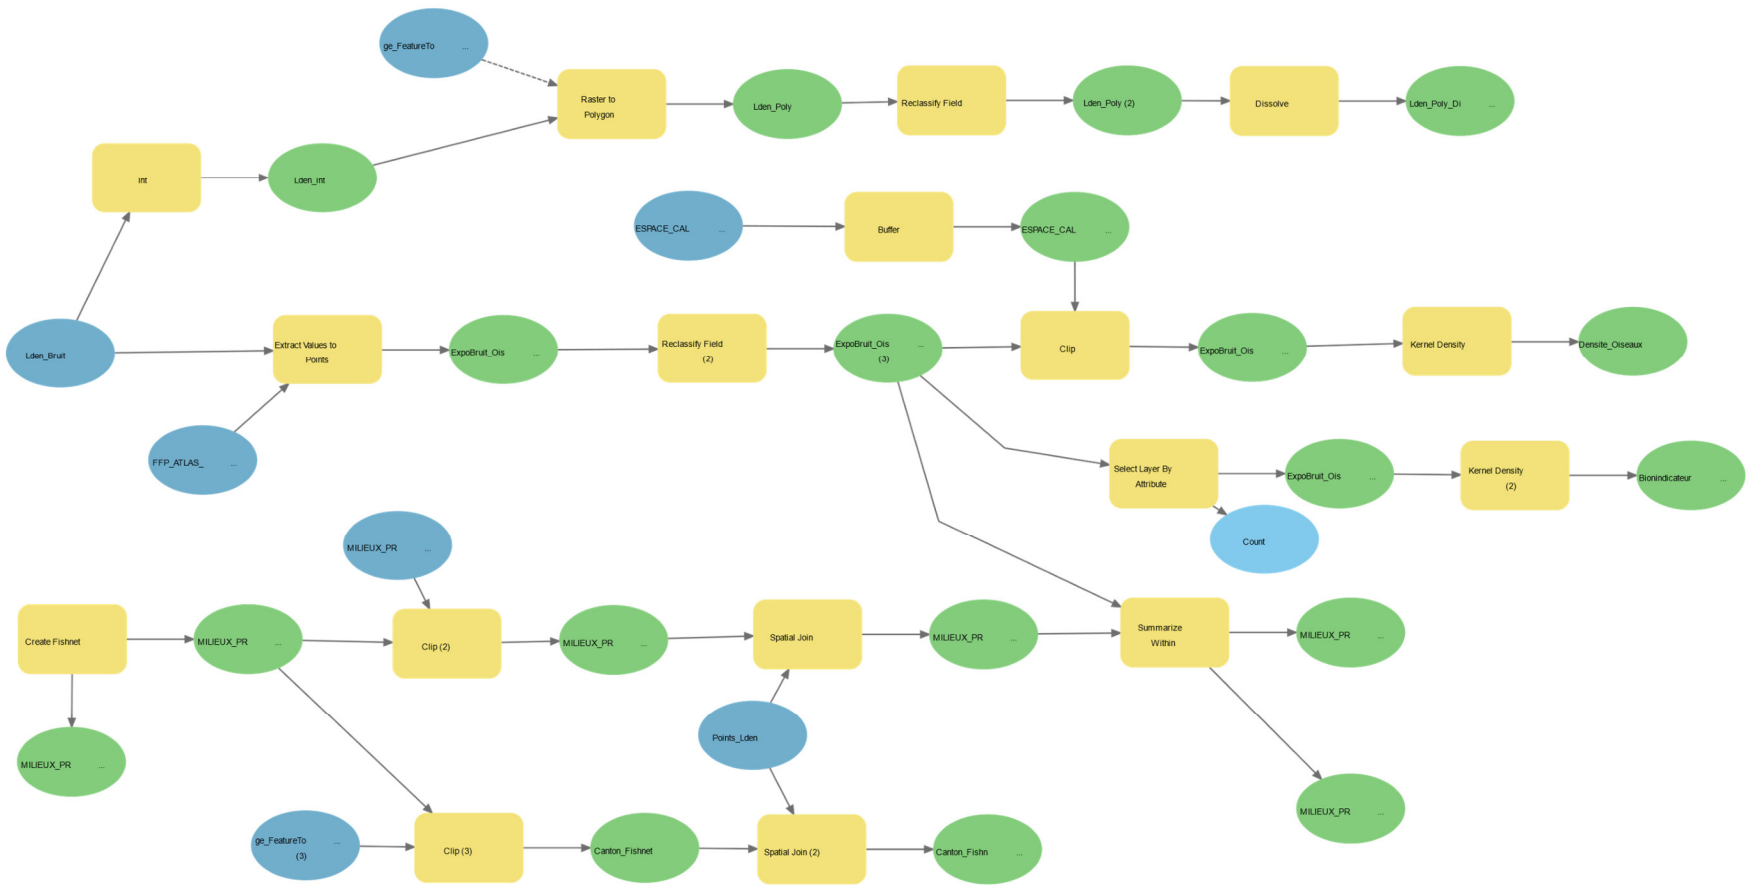 ge_FeatureTo ...
Raster to
Polygon
Lden_Poly
Reclassify Field
Lden_Poly (2)
Dissolve
Lden_Poly_Di ...
Int
Lden_Int
ESPACE_CAL ...
Buffer
ESPACE_CAL ...
Lden_Bruit
Extract Values to
Points
ExpoBruit_Ois ...
Reclassify Field
(2)
ExpoBruit_Ois ...
(3)
Clip
ExpoBruit_Ois ...
Kernel Density
Densite_Oiseaux
FFP_ATLAS_ ...
Select Layer By
Attribute
ExpoBruit_Ois ...
Kernel Density
(2)
Bionindicateur ...
Count
MILIEUX_PR ...
Create Fishnet
MILIEUX_PR ...
Clip (2)
MILIEUX_PR ...
Spatial Join
MILIEUX_PR ...
Summarize
Within
MILIEUX_PR ...
Points_Lden
MILIEUX_PR ...
MILIEUX_PR ...
ge_FeatureTo ...
(3)
Clip (3)
Canton_Fishnet
Spatial Join (2)
Canton_Fishn ...